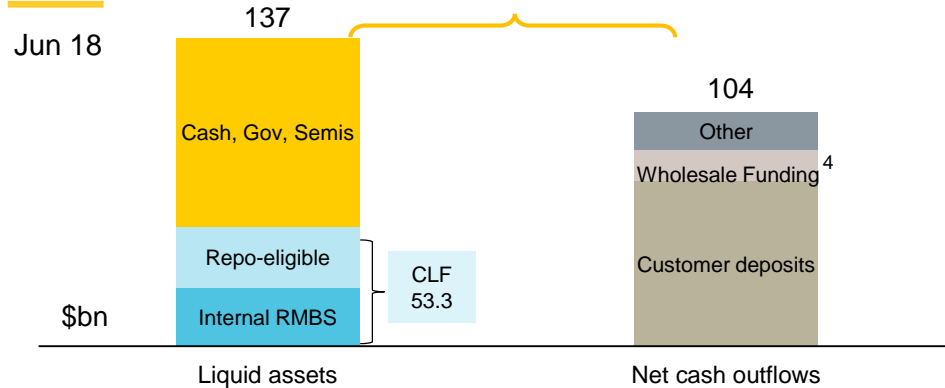 Jun 18
137
104
Cash, Gov, Semis
Other
Wholesale Funding 4
Repo-eligible
CLF
53.3
Customer deposits
Internal RMBS
$bn
Liquid assets
Net cash outflows